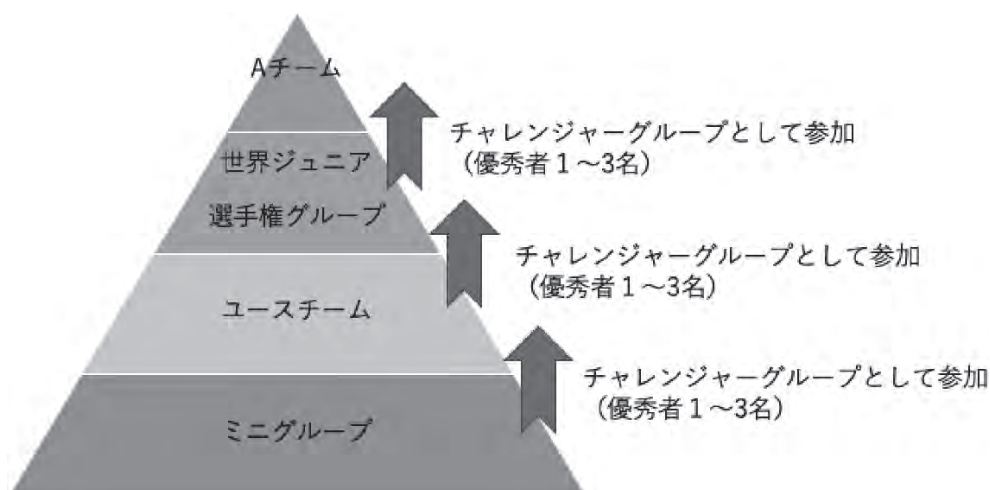 Aチーム
チャレンジャーグループとして参加
（優秀者１～3名）
世界ジュニア
選手権グループ
チャレンジャーグループとして参加
（優秀者１～3名）
ユースチーム
チャレンジャーグループとして参加
（優秀者１～3名）
ミニグループ